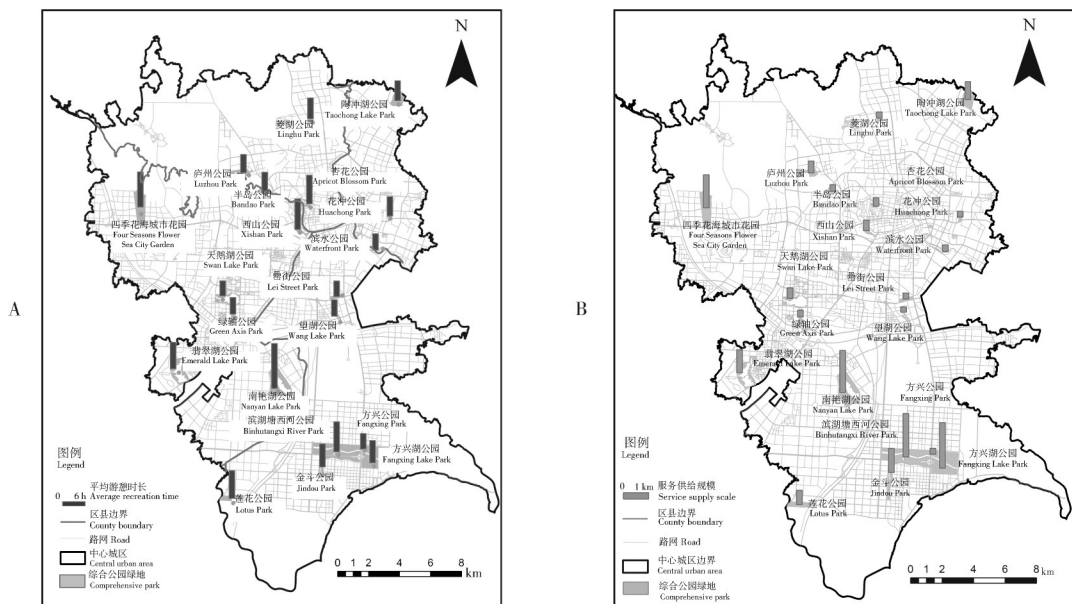 A
N
陶冲湖公园
Taochong Lake Park
菱湖公园
Linghu Park
庐州公园
Luzhou Park
杏花公园
Apricot Blossom Park
半岛公园
Bandao Park
花冲公园
Huachong Park
四季花海城市花园
Four Seasons Flower
Sea City Garden
西山公园
Xishan Park
滨水公园
Waterfront Park
天鹅湖公园
Swan Lake Park
罍街公园
Lei Street Park
绿轴公园
Green Axis Park
望湖公园
Wang Lake Park
翡翠湖公园
Emerald Lake Park
南艳湖公园
Nanyan Lake Park
方兴公园
Fangxing Park
滨湖塘西河公园
Binhutangxi River Park
方兴湖公园
Fangxing Lake Park
金斗公园
Jindou Park
莲花公园
Lotus Park
图例
Legend
平均游憩时长
0 6 h Average recreation time
区县边界
County boundary
路网 Road
中心城区
Central urban area
综合公园绿地
Comprehensive park
0 1 2 4 6 8
km
B
N
陶冲湖公园
Taochong Lake Park
菱湖公园
Linghu Park
庐州公园
Luzhou Park
杏花公园
Apricot Blossom Park
半岛公园
Bandao Park
花冲公园
Huachong Park
四季花海城市花园
Four Seasons Flower
Sea City Garden
西山公园
Xishan Park
滨水公园
Waterfront Park
天鹅湖公园
Swan Lake Park
罍街公园
Lei Street Park
绿轴公园
Green Axis Park
望湖公园
Wang Lake Park
翡翠湖公园
Emerald Lake Park
南艳湖公园
Nanyan Lake Park
方兴公园
Fangxing Park
滨湖塘西河公园
Binhutangxi River Park
方兴湖公园
Fangxing Lake Park
金斗公园
Jindou Park
莲花公园
Lotus Park
图例
Legend
0 1 km 服务供给规模
Service supply scale
区县边界
County boundary
路网 Road
中心城区边界
Central urban area
综合公园绿地
Comprehensive park
0 1 2 4 6 8
km